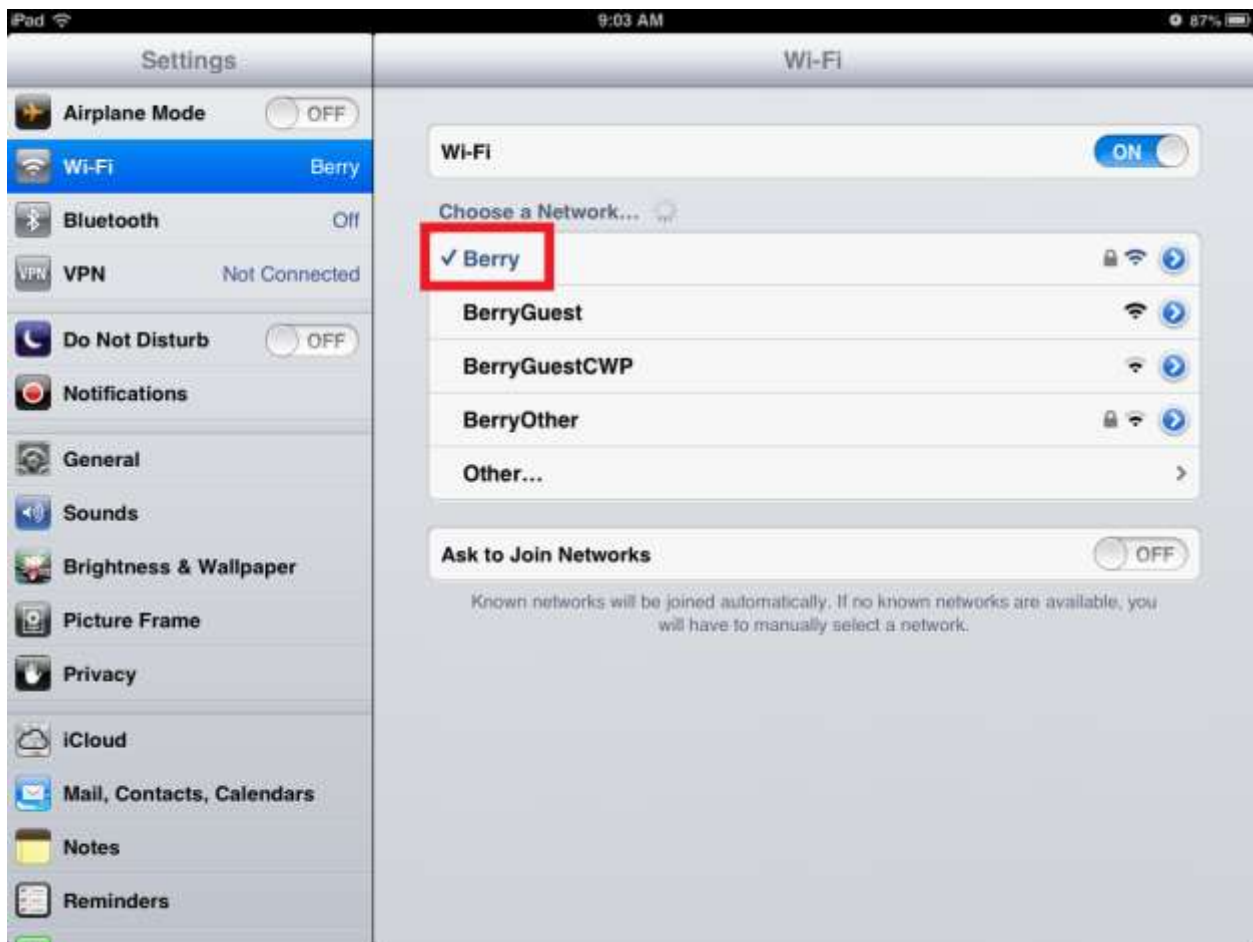 iPad 9:03 AM 87%
Settings
Wi-Fi
Airplane Mode OFF
Wi-Fi Berry
Bluetooth Off
VPN VPN Not Connected
Do Not Disturb OFF
Notifications
General
Sounds
Brightness & Wallpaper
Picture Frame
Privacy
iCloud
Mail, Contacts, Calendars
Notes
Reminders
Wi-Fi ON
Choose a Network...
✓ Berry
BerryGuest
BerryGuestCWP
BerryOther
Other...
Ask to Join Networks OFF
Known networks will be joined automatically. If no known networks are available, you
will have to manually select a network.